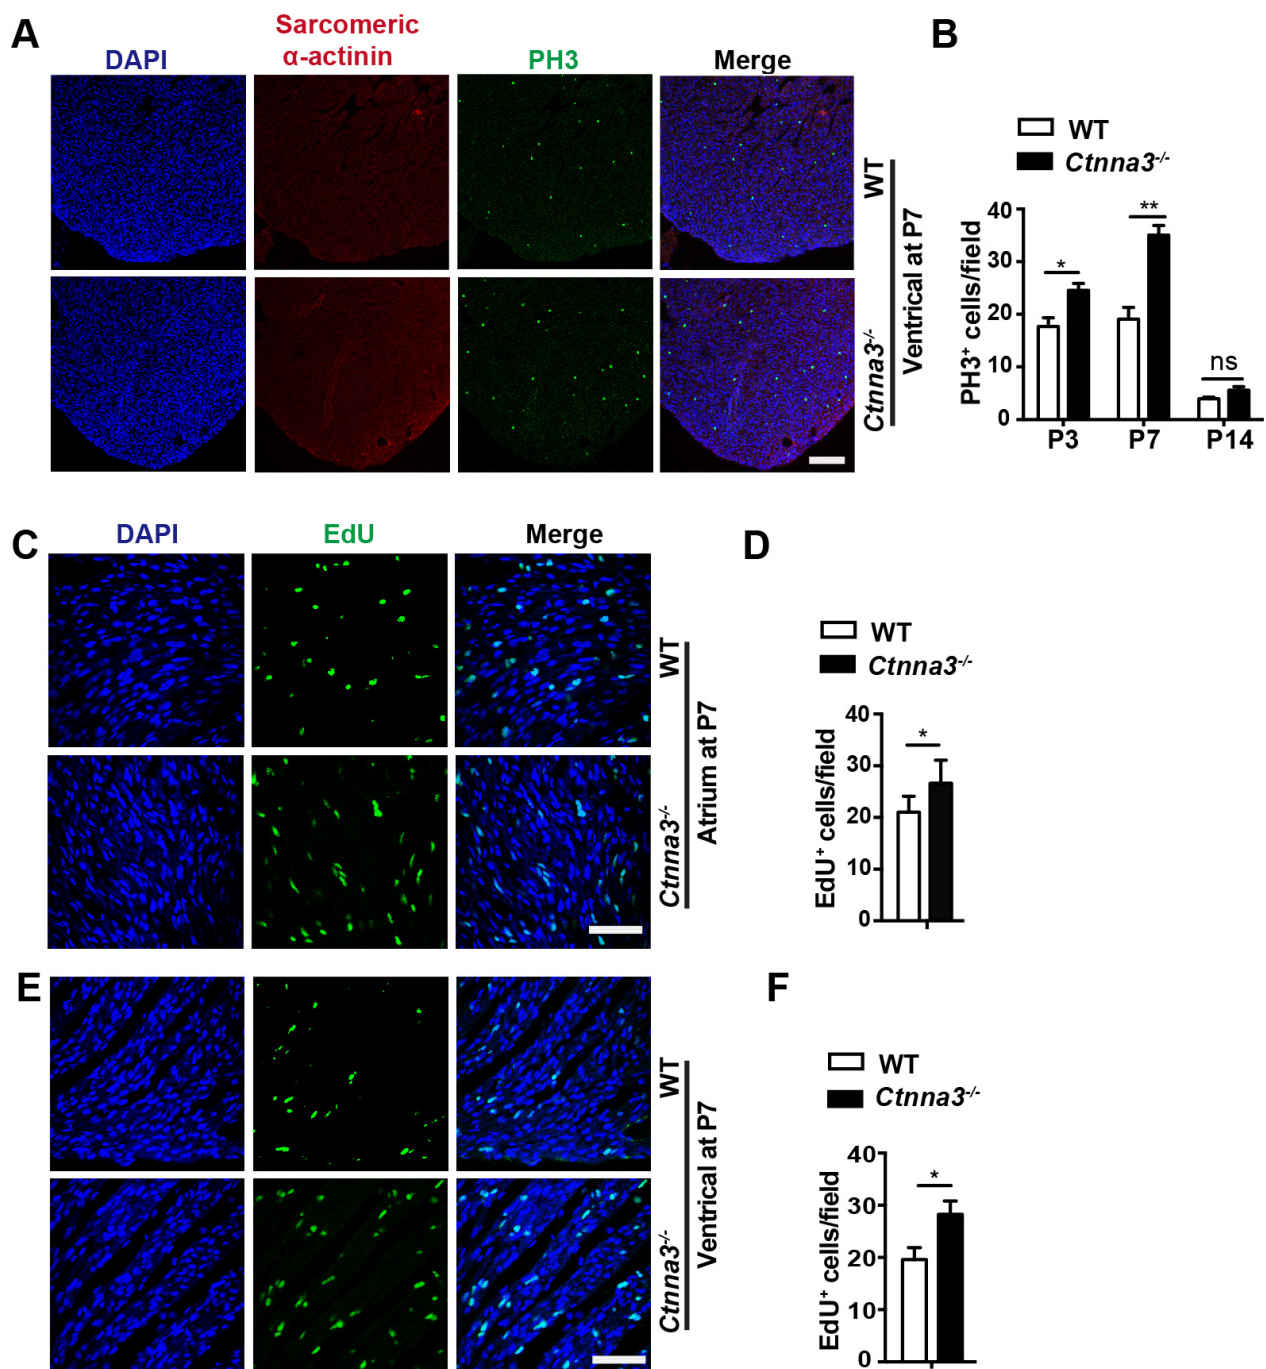 A
DAPI
Sarcomeric
α-actinin
PH3
Merge
WT
Ctnna3-/-
Ventrical at P7
B
WT
Ctnna3-/-
PH3+ cells/field
40
30
20
10
0
*
**
ns
P3
P7
P14
C
DAPI
EdU
Merge
WT
Ctnna3-/-
Atrium at P7
D
WT
Ctnna3-/-
EdU+ cells/field
40
30
20
10
0
*
E
WT
Ctnna3-/-
Ventrical at P7
F
WT
Ctnna3-/-
EdU+ cells/field
40
30
20
10
0
*